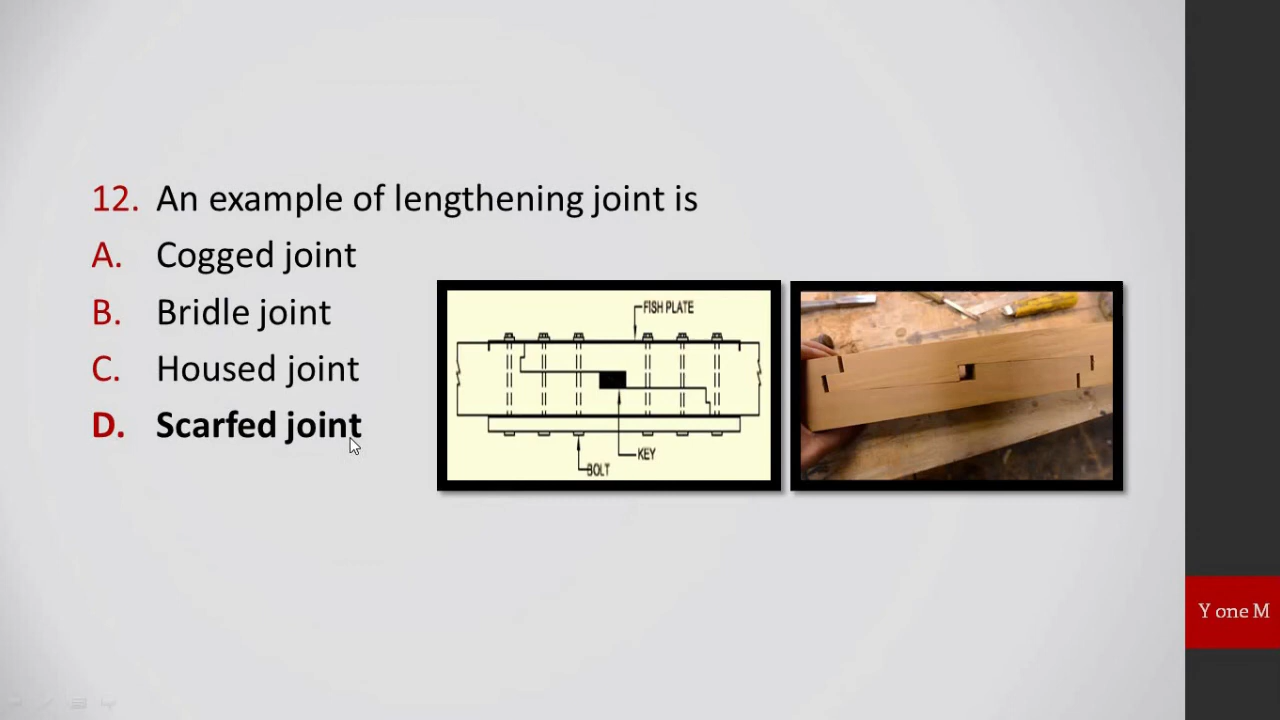 12. An example of lengthening joint is
A. Cogged joint
B. Bridle joint
C. Housed joint
D. Scarfed joint
FISH PLATE
KEY
BOLT
Y one M